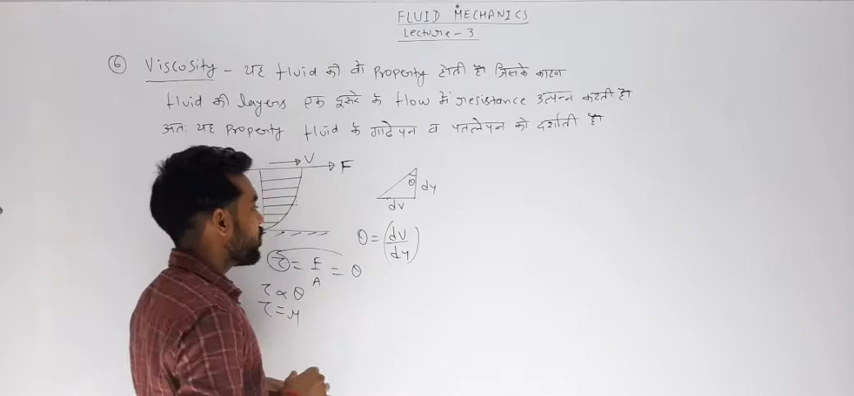 FLUID MECHANICS
Lecture - 3
⑥ Viscosity - यह fluid की वो Property होती है जिसके कारण
fluid की layers एक दूसरे के flow में resistance उत्पन्न करती है
अतः यह Property fluid के गाढेपन व पतलेपन को दर्शाती है
V
F
θ
dy
dv
θ = (dv/dy)
τ = F/A = θ
τ ∝ θ
τ = μ